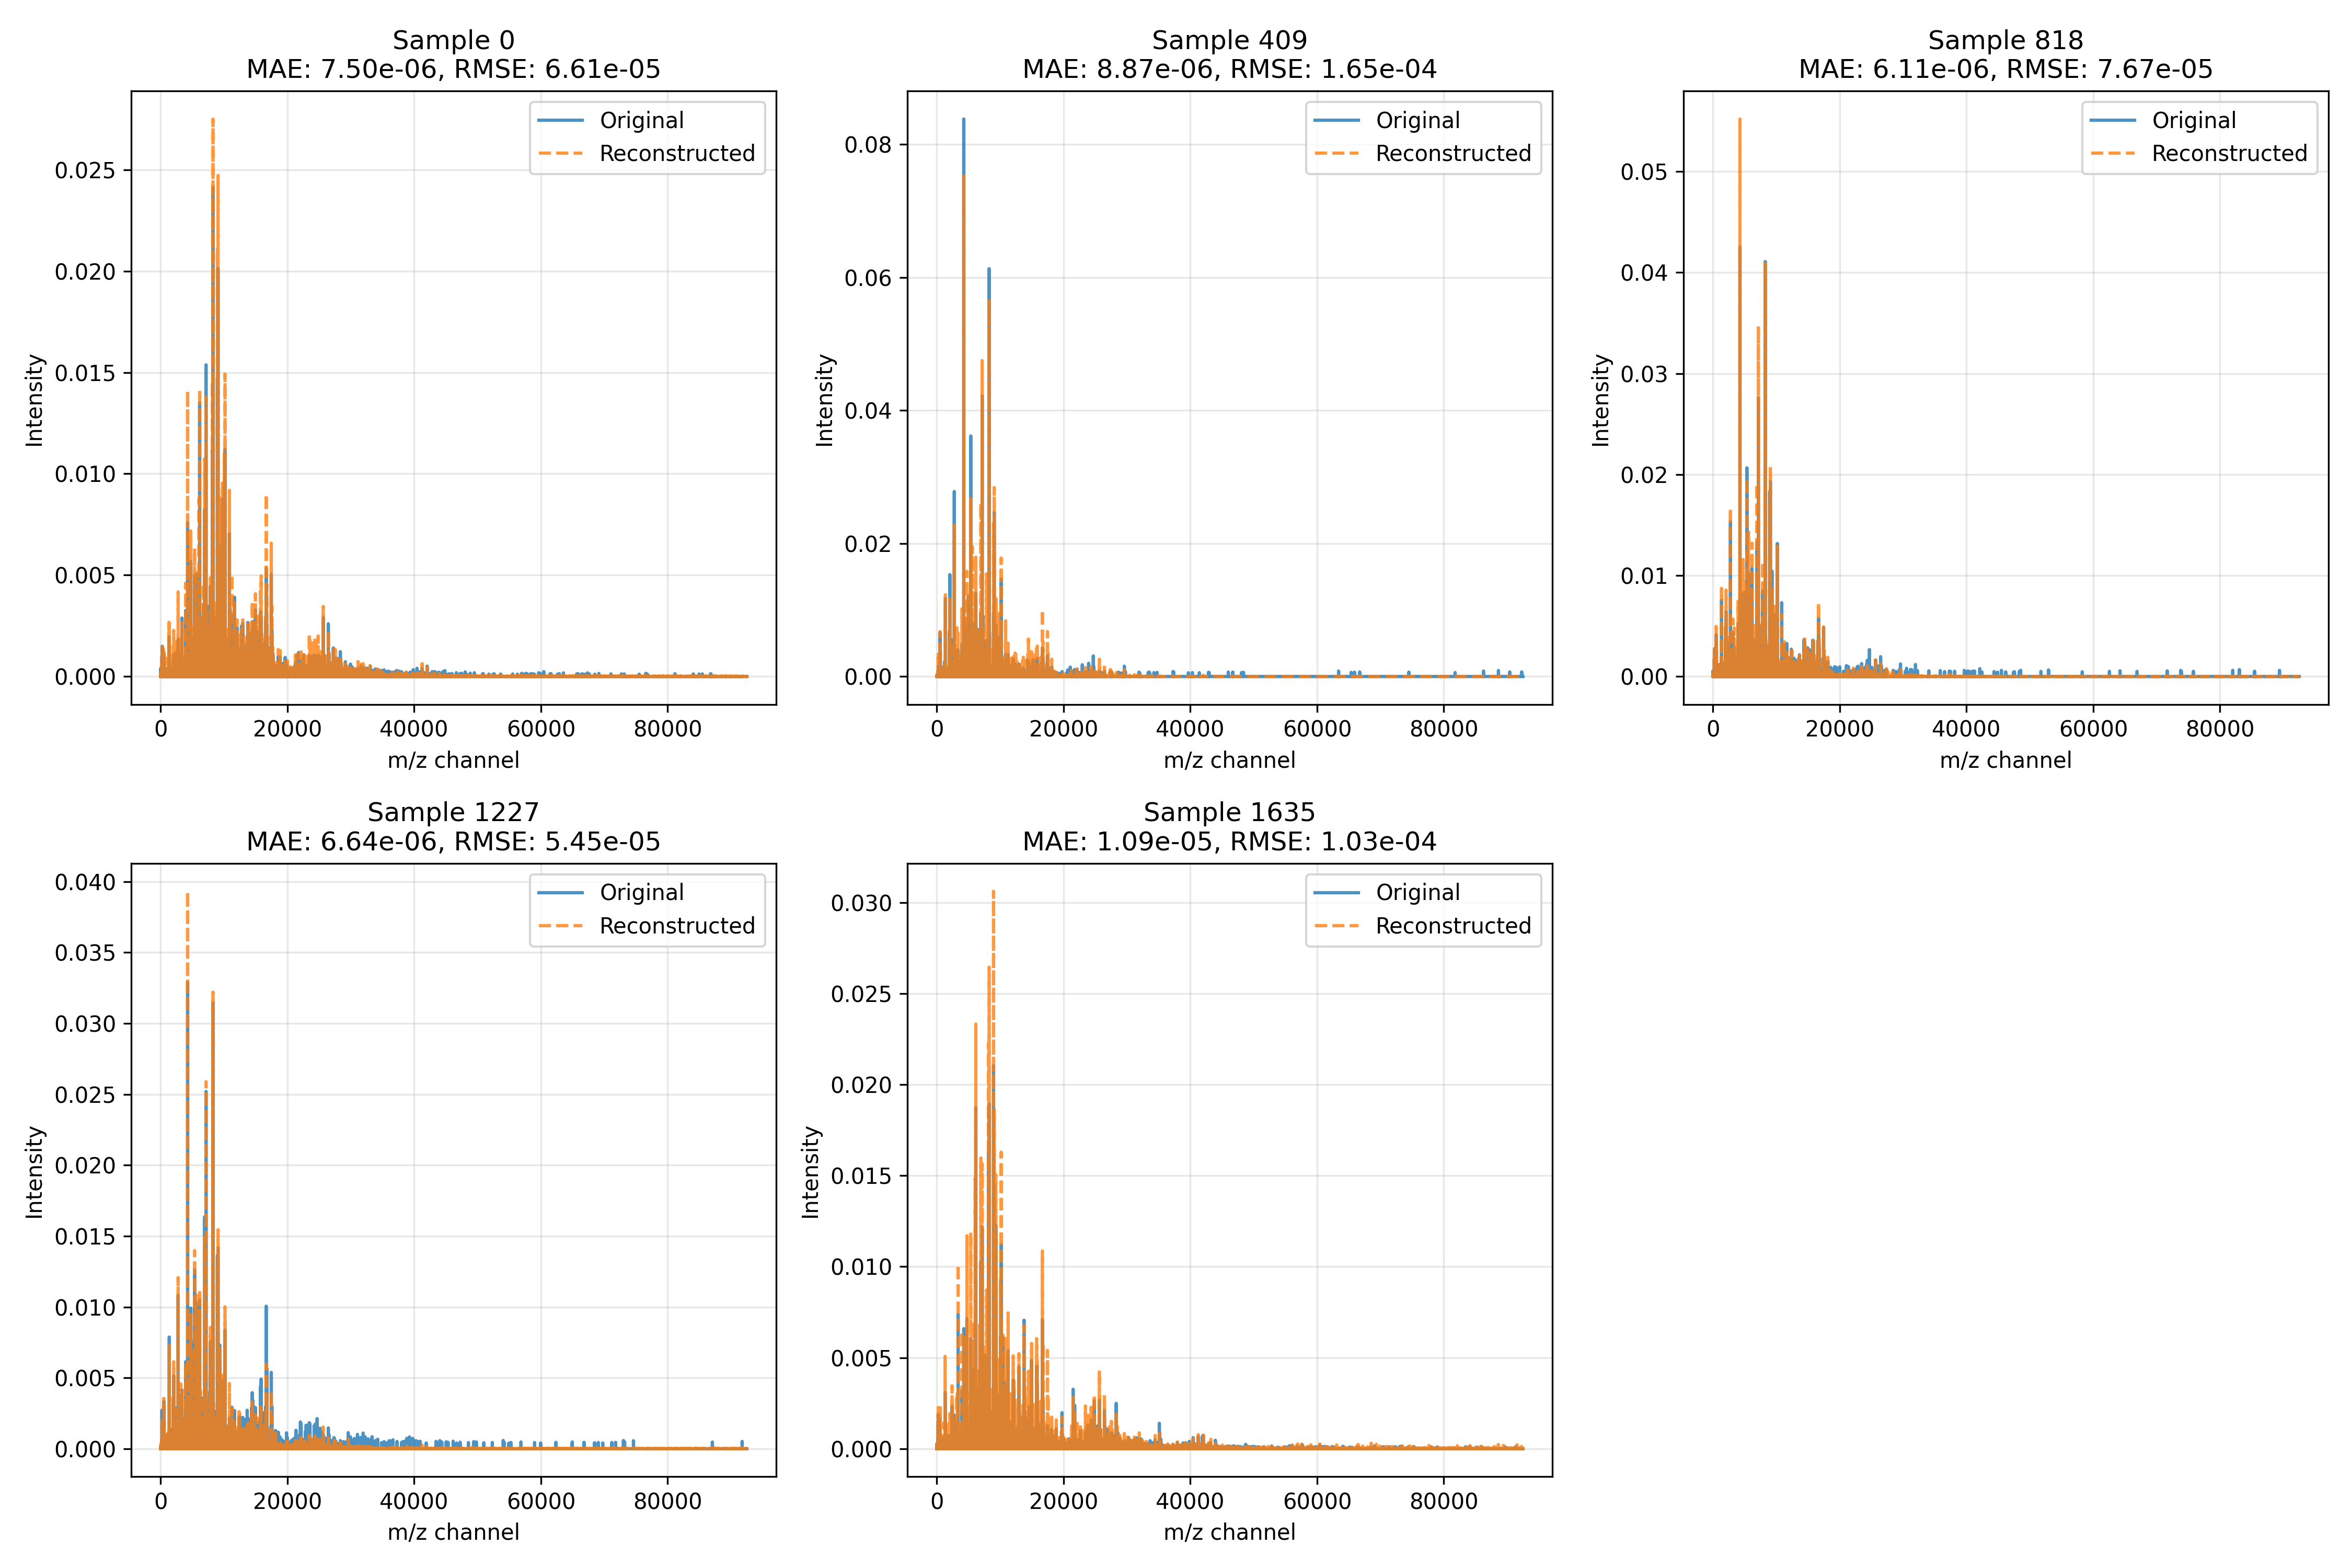 Sample 0
MAE: 7.50e-06, RMSE: 6.61e-05
Original
Reconstructed
Intensity
0.025
0.020
0.015
0.010
0.005
0.000
0 20000 40000 60000 80000
m/z channel
Sample 409
MAE: 8.87e-06, RMSE: 1.65e-04
Original
Reconstructed
Intensity
0.08
0.06
0.04
0.02
0.00
0 20000 40000 60000 80000
m/z channel
Sample 818
MAE: 6.11e-06, RMSE: 7.67e-05
Original
Reconstructed
Intensity
0.05
0.04
0.03
0.02
0.01
0.00
0 20000 40000 60000 80000
m/z channel
Sample 1227
MAE: 6.64e-06, RMSE: 5.45e-05
Original
Reconstructed
Intensity
0.040
0.035
0.030
0.025
0.020
0.015
0.010
0.005
0.000
0 20000 40000 60000 80000
m/z channel
Sample 1635
MAE: 1.09e-05, RMSE: 1.03e-04
Original
Reconstructed
Intensity
0.030
0.025
0.020
0.015
0.010
0.005
0.000
0 20000 40000 60000 80000
m/z channel